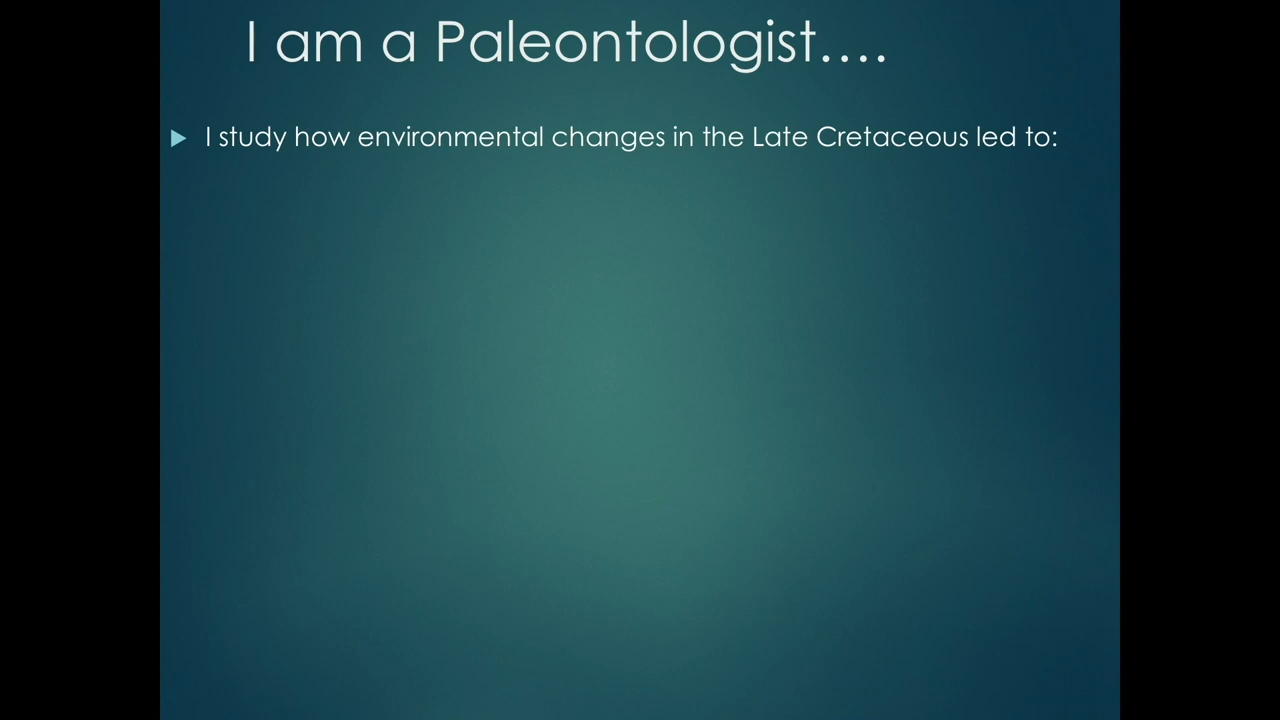 I am a Paleontologist....
I study how environmental changes in the Late Cretaceous led to: